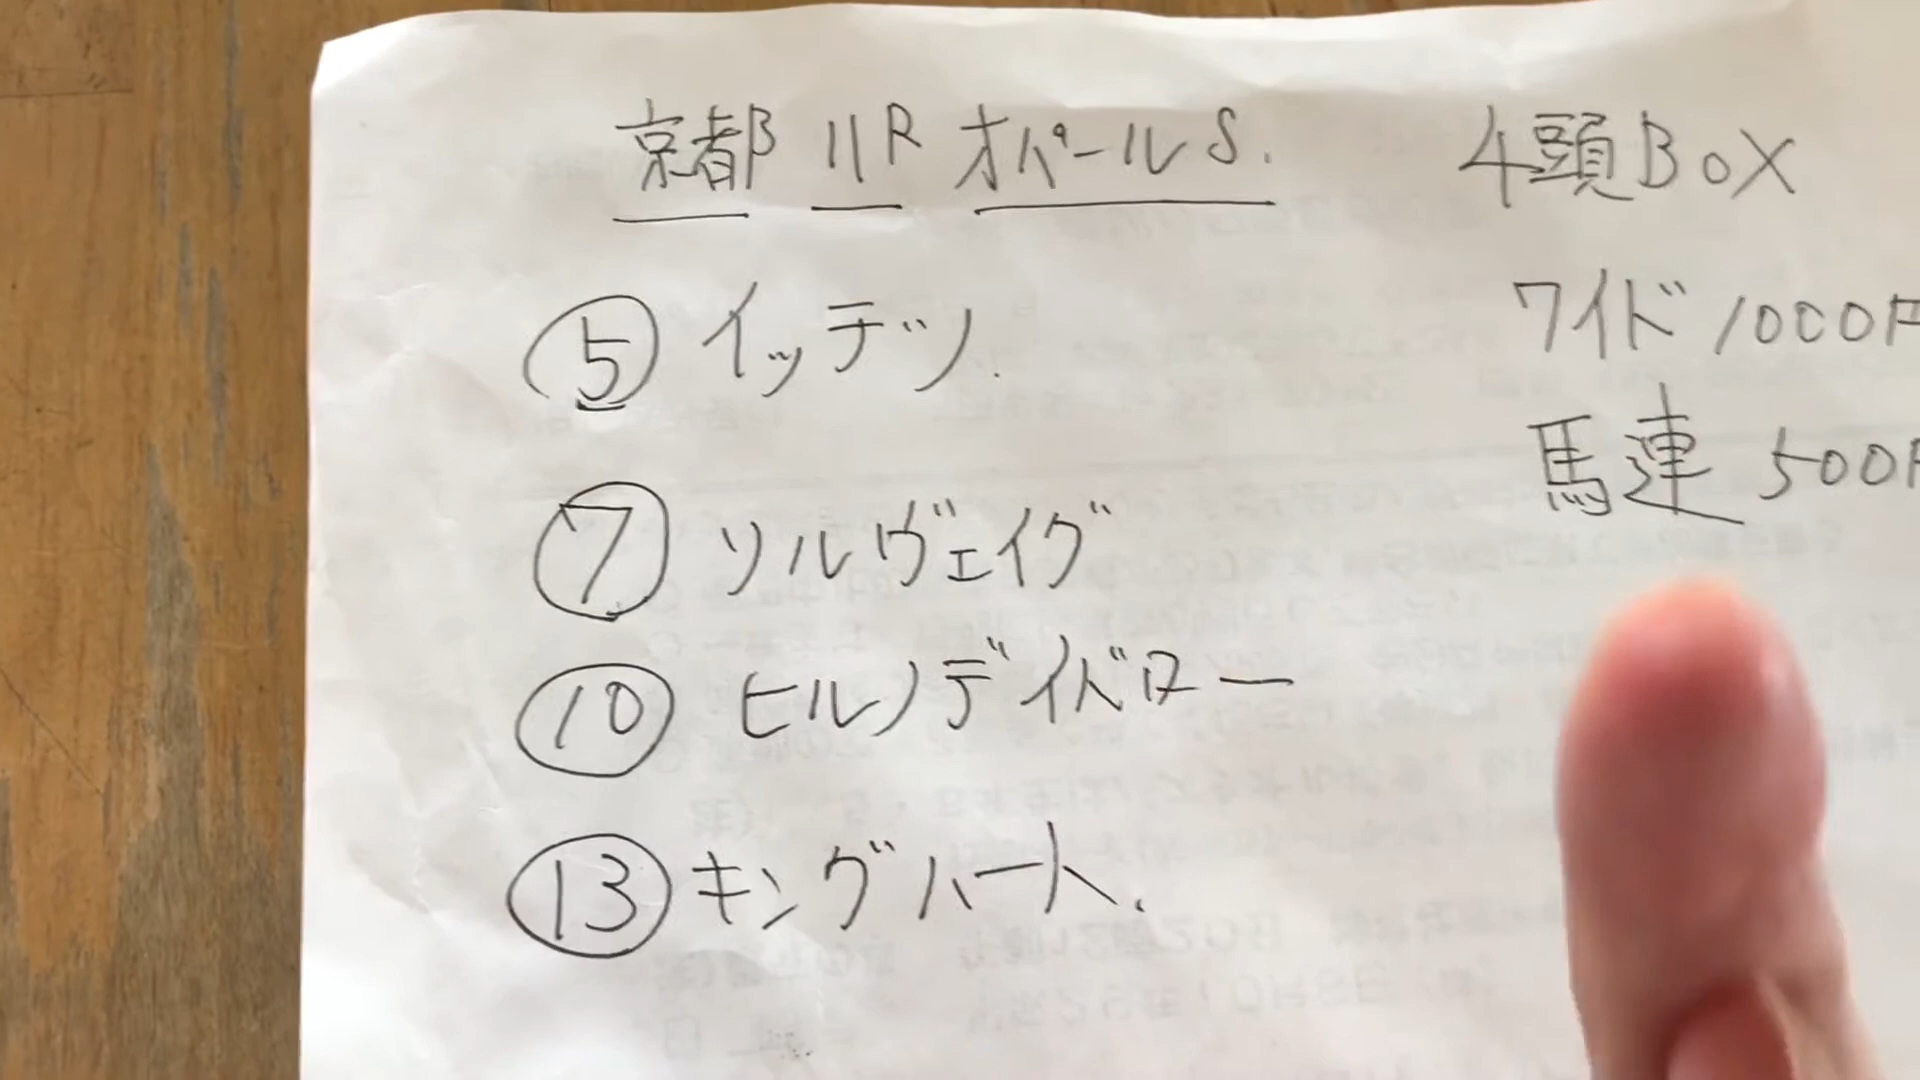 京都 11R オパールS.
4頭BOX
ワイド 1000円
馬連 500円
⑤ イッテツ.
⑦ ソルヴェイグ
⑩ ヒルノデイバロー
⑬ キングハート.